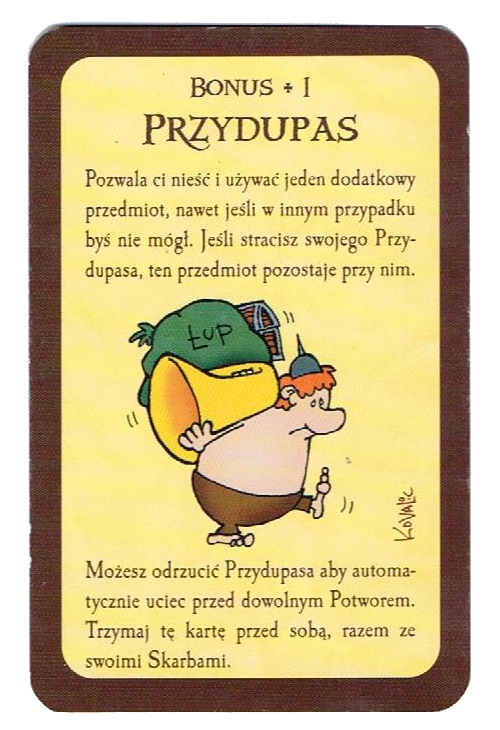 BONUS + 1
PRZYDUPAS
Pozwala ci nieść i używać jeden dodatkowy
przedmiot, nawet jeśli w innym przypadku
byś nie mógł. Jeśli stracisz swojego Przy-
dupasa, ten przedmiot pozostaje przy nim.
ŁUP
KOVALIC
Możesz odrzucić Przydupasa aby automa-
tycznie uciec przed dowolnym Potworem.
Trzymaj tę kartę przed sobą, razem ze
swoimi Skarbami.